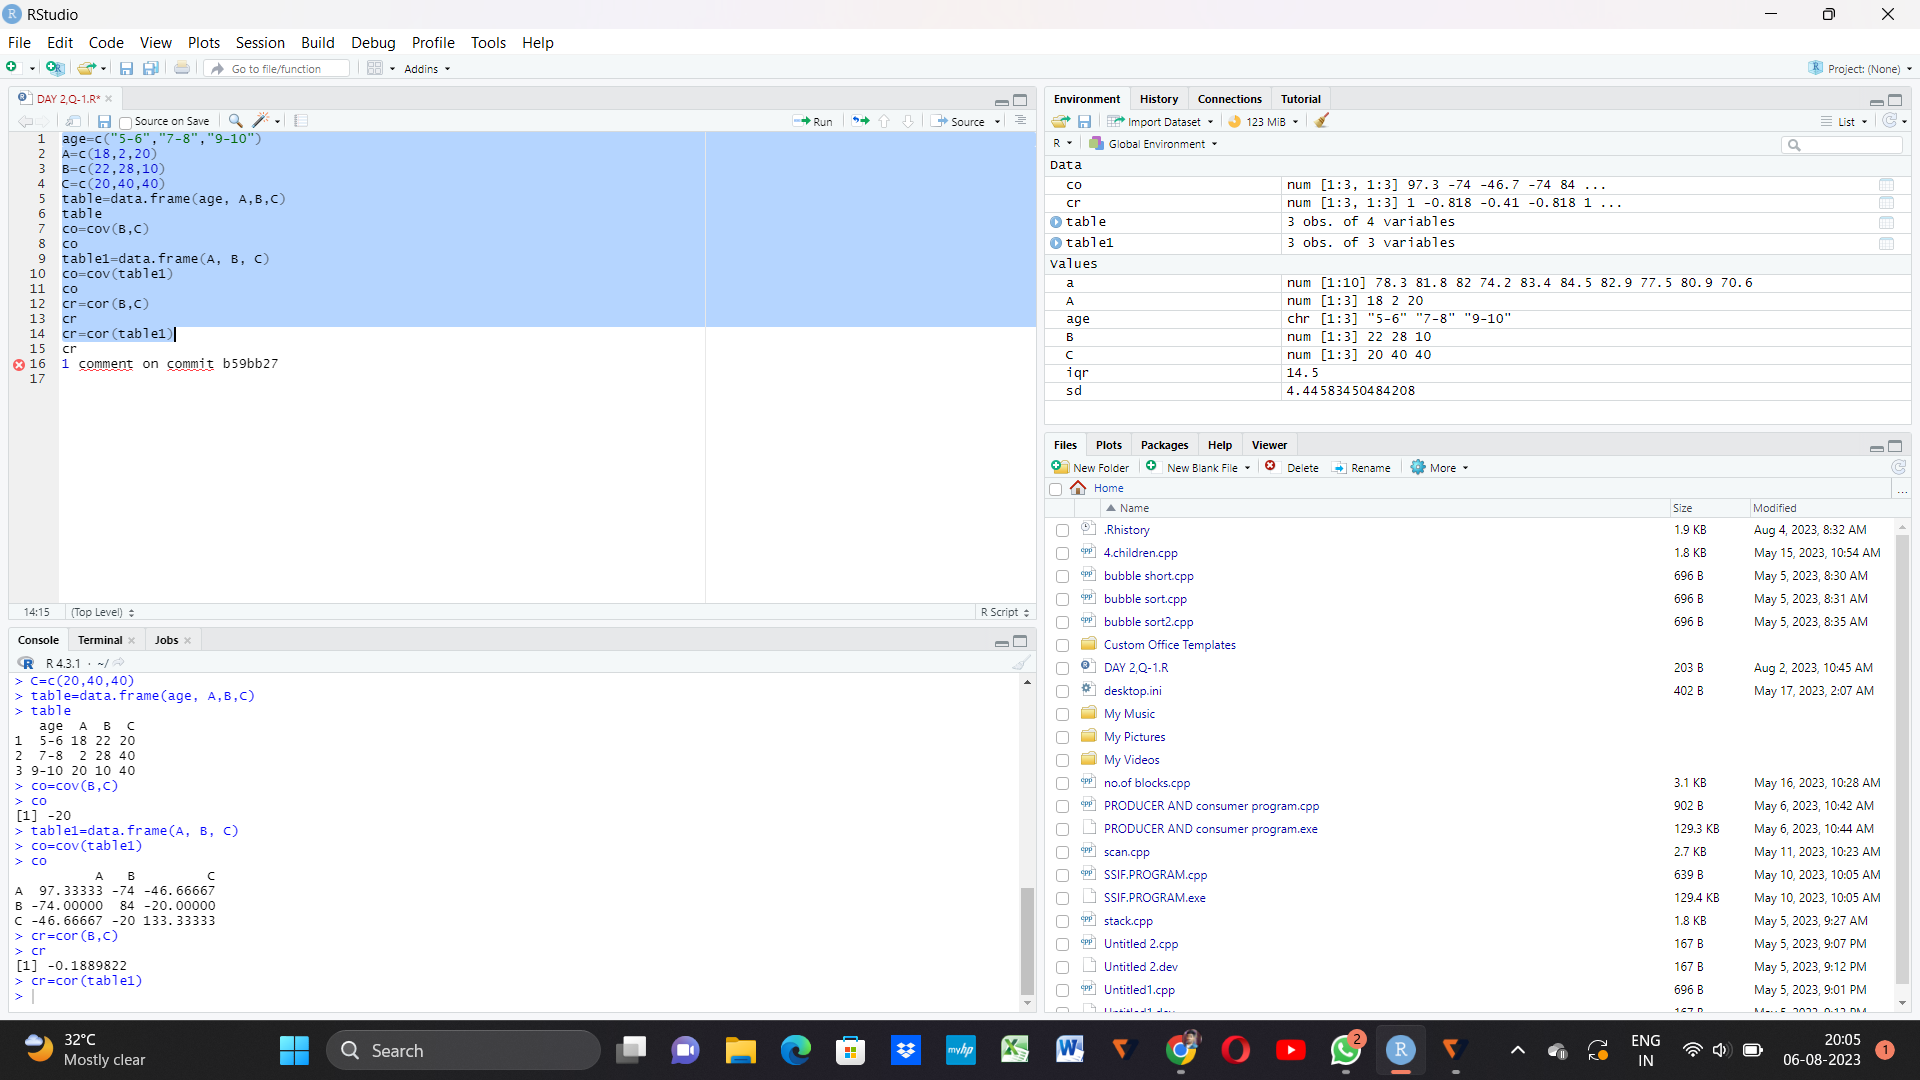 RStudio
File Edit Code View Plots Session Build Debug Profile Tools Help
Go to file/function Addins Project: (None)
DAY 2,Q-1.R*
Source on Save Run Source
1 age=c("5-6","7-8","9-10")
2 A=c(18,2,20)
3 B=c(22,28,10)
4 C=c(20,40,40)
5 table=data.frame(age, A,B,C)
6 table
7 co=cov(B,C)
8 co
9 table1=data.frame(A, B, C)
10 co=cov(table1)
11 co
12 cr=cor(B,C)
13 cr
14 cr=cor(table1)
15 cr
16 1 comment on commit b59bb27
17
14:15 (Top Level) R Script
Console Terminal Jobs
R 4.3.1 · ~/
> C=c(20,40,40)
> table=data.frame(age, A,B,C)
> table
age A B C
1 5-6 18 22 20
2 7-8 2 28 40
3 9-10 20 10 40
> co=cov(B,C)
> co
[1] -20
> table1=data.frame(A, B, C)
> co=cov(table1)
> co
A B C
A 97.33333 -74 -46.66667
B -74.00000 84 -20.00000
C -46.66667 -20 133.33333
> cr=cor(B,C)
> cr
[1] -0.1889822
> cr=cor(table1)
>
Environment History Connections Tutorial
Import Dataset 123 MiB List
R Global Environment
Data
co num [1:3, 1:3] 97.3 -74 -46.7 -74 84 ...
cr num [1:3, 1:3] 1 -0.818 -0.41 -0.818 1 ...
table 3 obs. of 4 variables
table1 3 obs. of 3 variables
Values
a num [1:10] 78.3 81.8 82 74.2 83.4 84.5 82.9 77.5 80.9 70.6
A num [1:3] 18 2 20
age chr [1:3] "5-6" "7-8" "9-10"
B num [1:3] 22 28 10
C num [1:3] 20 40 40
iqr 14.5
sd 4.44583450484208
Files Plots Packages Help Viewer
New Folder New Blank File Delete Rename More
Home ...
Name Size Modified
.Rhistory 1.9 KB Aug 4, 2023, 8:32 AM
4.children.cpp 1.8 KB May 15, 2023, 10:54 AM
bubble short.cpp 696 B May 5, 2023, 8:30 AM
bubble sort.cpp 696 B May 5, 2023, 8:31 AM
bubble sort2.cpp 696 B May 5, 2023, 8:35 AM
Custom Office Templates
DAY 2,Q-1.R 203 B Aug 2, 2023, 10:45 AM
desktop.ini 402 B May 17, 2023, 2:07 AM
My Music
My Pictures
My Videos
no.of blocks.cpp 3.1 KB May 16, 2023, 10:28 AM
PRODUCER AND consumer program.cpp 902 B May 6, 2023, 10:42 AM
PRODUCER AND consumer program.exe 129.3 KB May 6, 2023, 10:44 AM
scan.cpp 2.7 KB May 11, 2023, 10:23 AM
SSIF.PROGRAM.cpp 639 B May 10, 2023, 10:05 AM
SSIF.PROGRAM.exe 129.4 KB May 10, 2023, 10:05 AM
stack.cpp 1.8 KB May 5, 2023, 9:27 AM
Untitled 2.cpp 167 B May 5, 2023, 9:07 PM
Untitled 2.dev 167 B May 5, 2023, 9:12 PM
Untitled1.cpp 696 B May 5, 2023, 9:01 PM
32°C
Mostly clear
Search
myhp
2
ENG
IN
20:05
06-08-2023
1